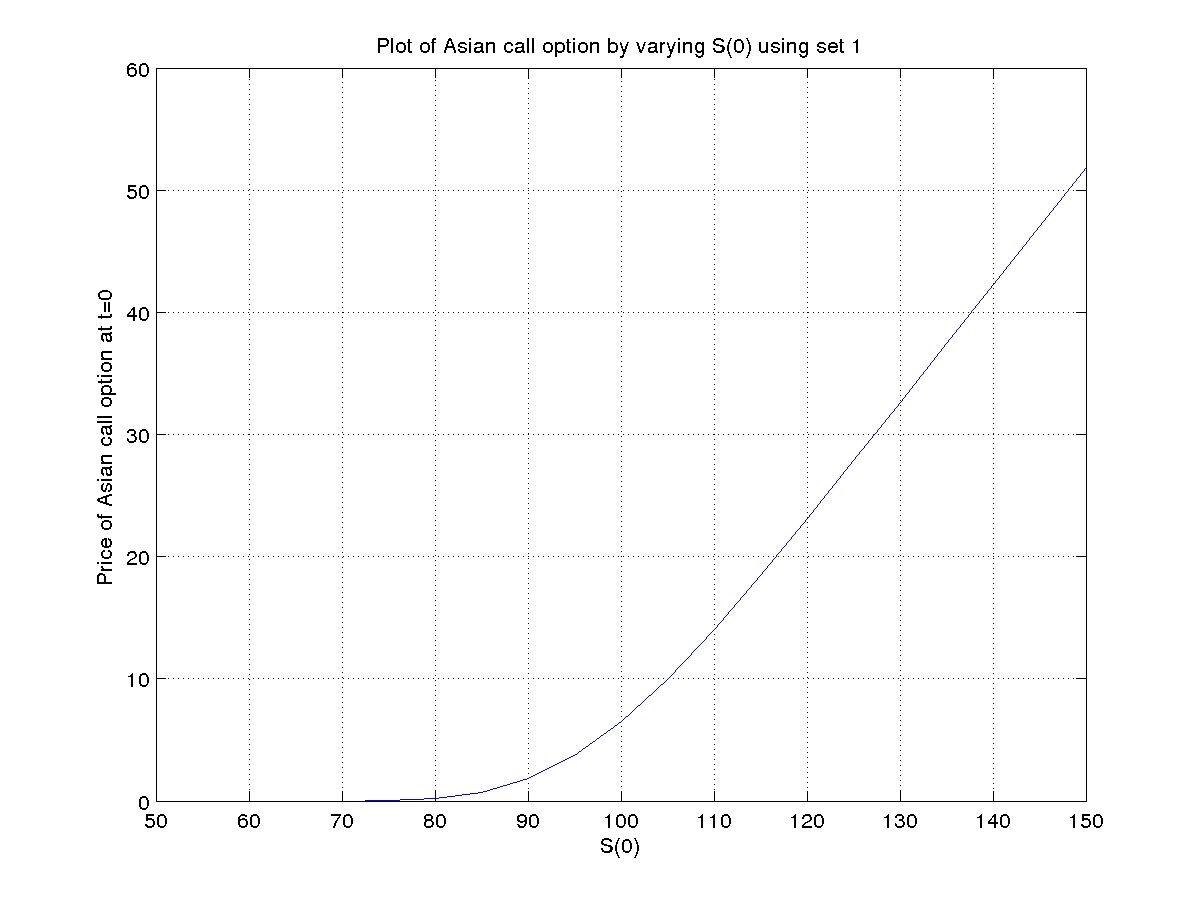 Plot of Asian call option by varying S(0) using set 1
60
50
40
30
20
10
0
Price of Asian call option at t=0
50 60 70 80 90 100 110 120 130 140 150
S(0)